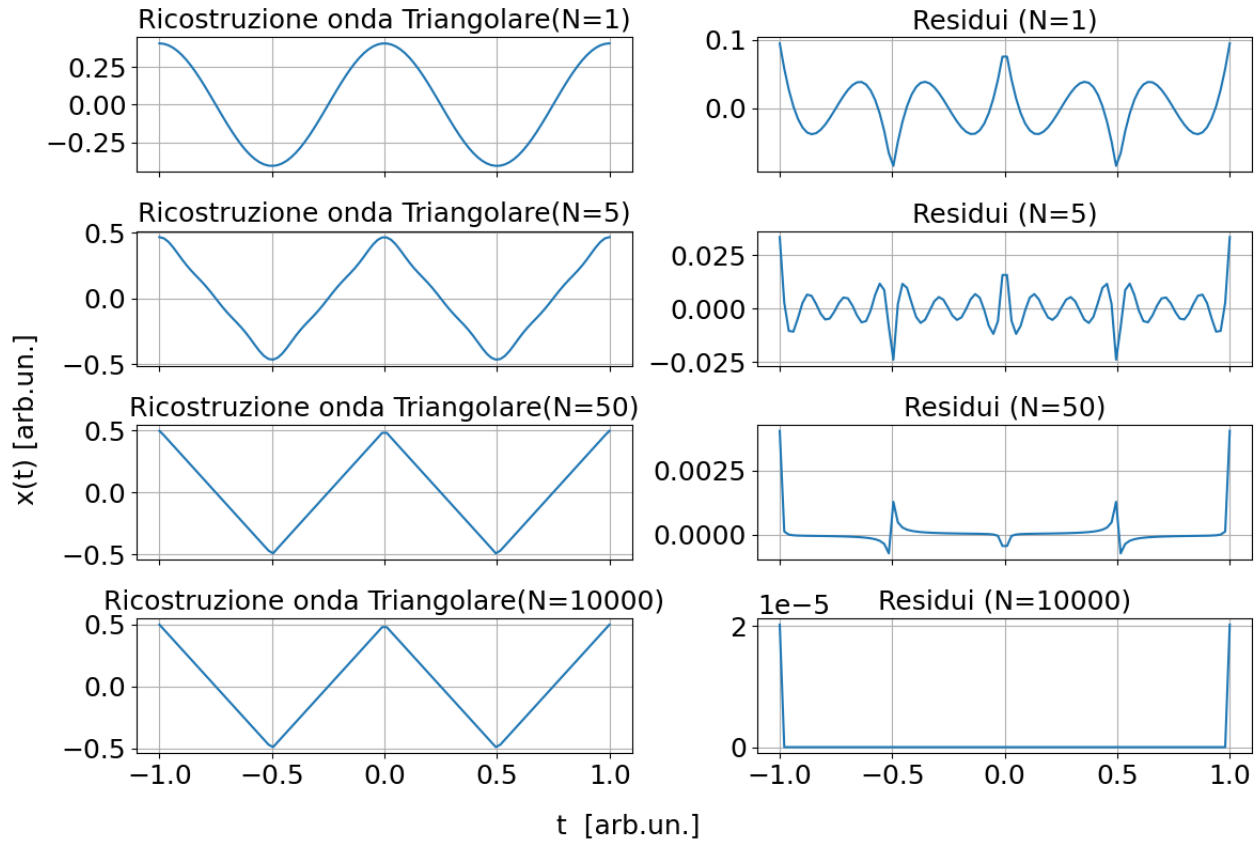 Ricostruzione onda Triangolare(N=1)
0.25
0.00
−0.25
Residui (N=1)
0.1
0.0
Ricostruzione onda Triangolare(N=5)
0.5
0.0
−0.5
Residui (N=5)
0.025
0.000
−0.025
x(t) [arb.un.]
Ricostruzione onda Triangolare(N=50)
0.5
0.0
−0.5
Residui (N=50)
0.0025
0.0000
Ricostruzione onda Triangolare(N=10000)
0.5
0.0
−0.5
−1.0 −0.5 0.0 0.5 1.0
1e−5 Residui (N=10000)
2
0
−1.0 −0.5 0.0 0.5 1.0
t [arb.un.]